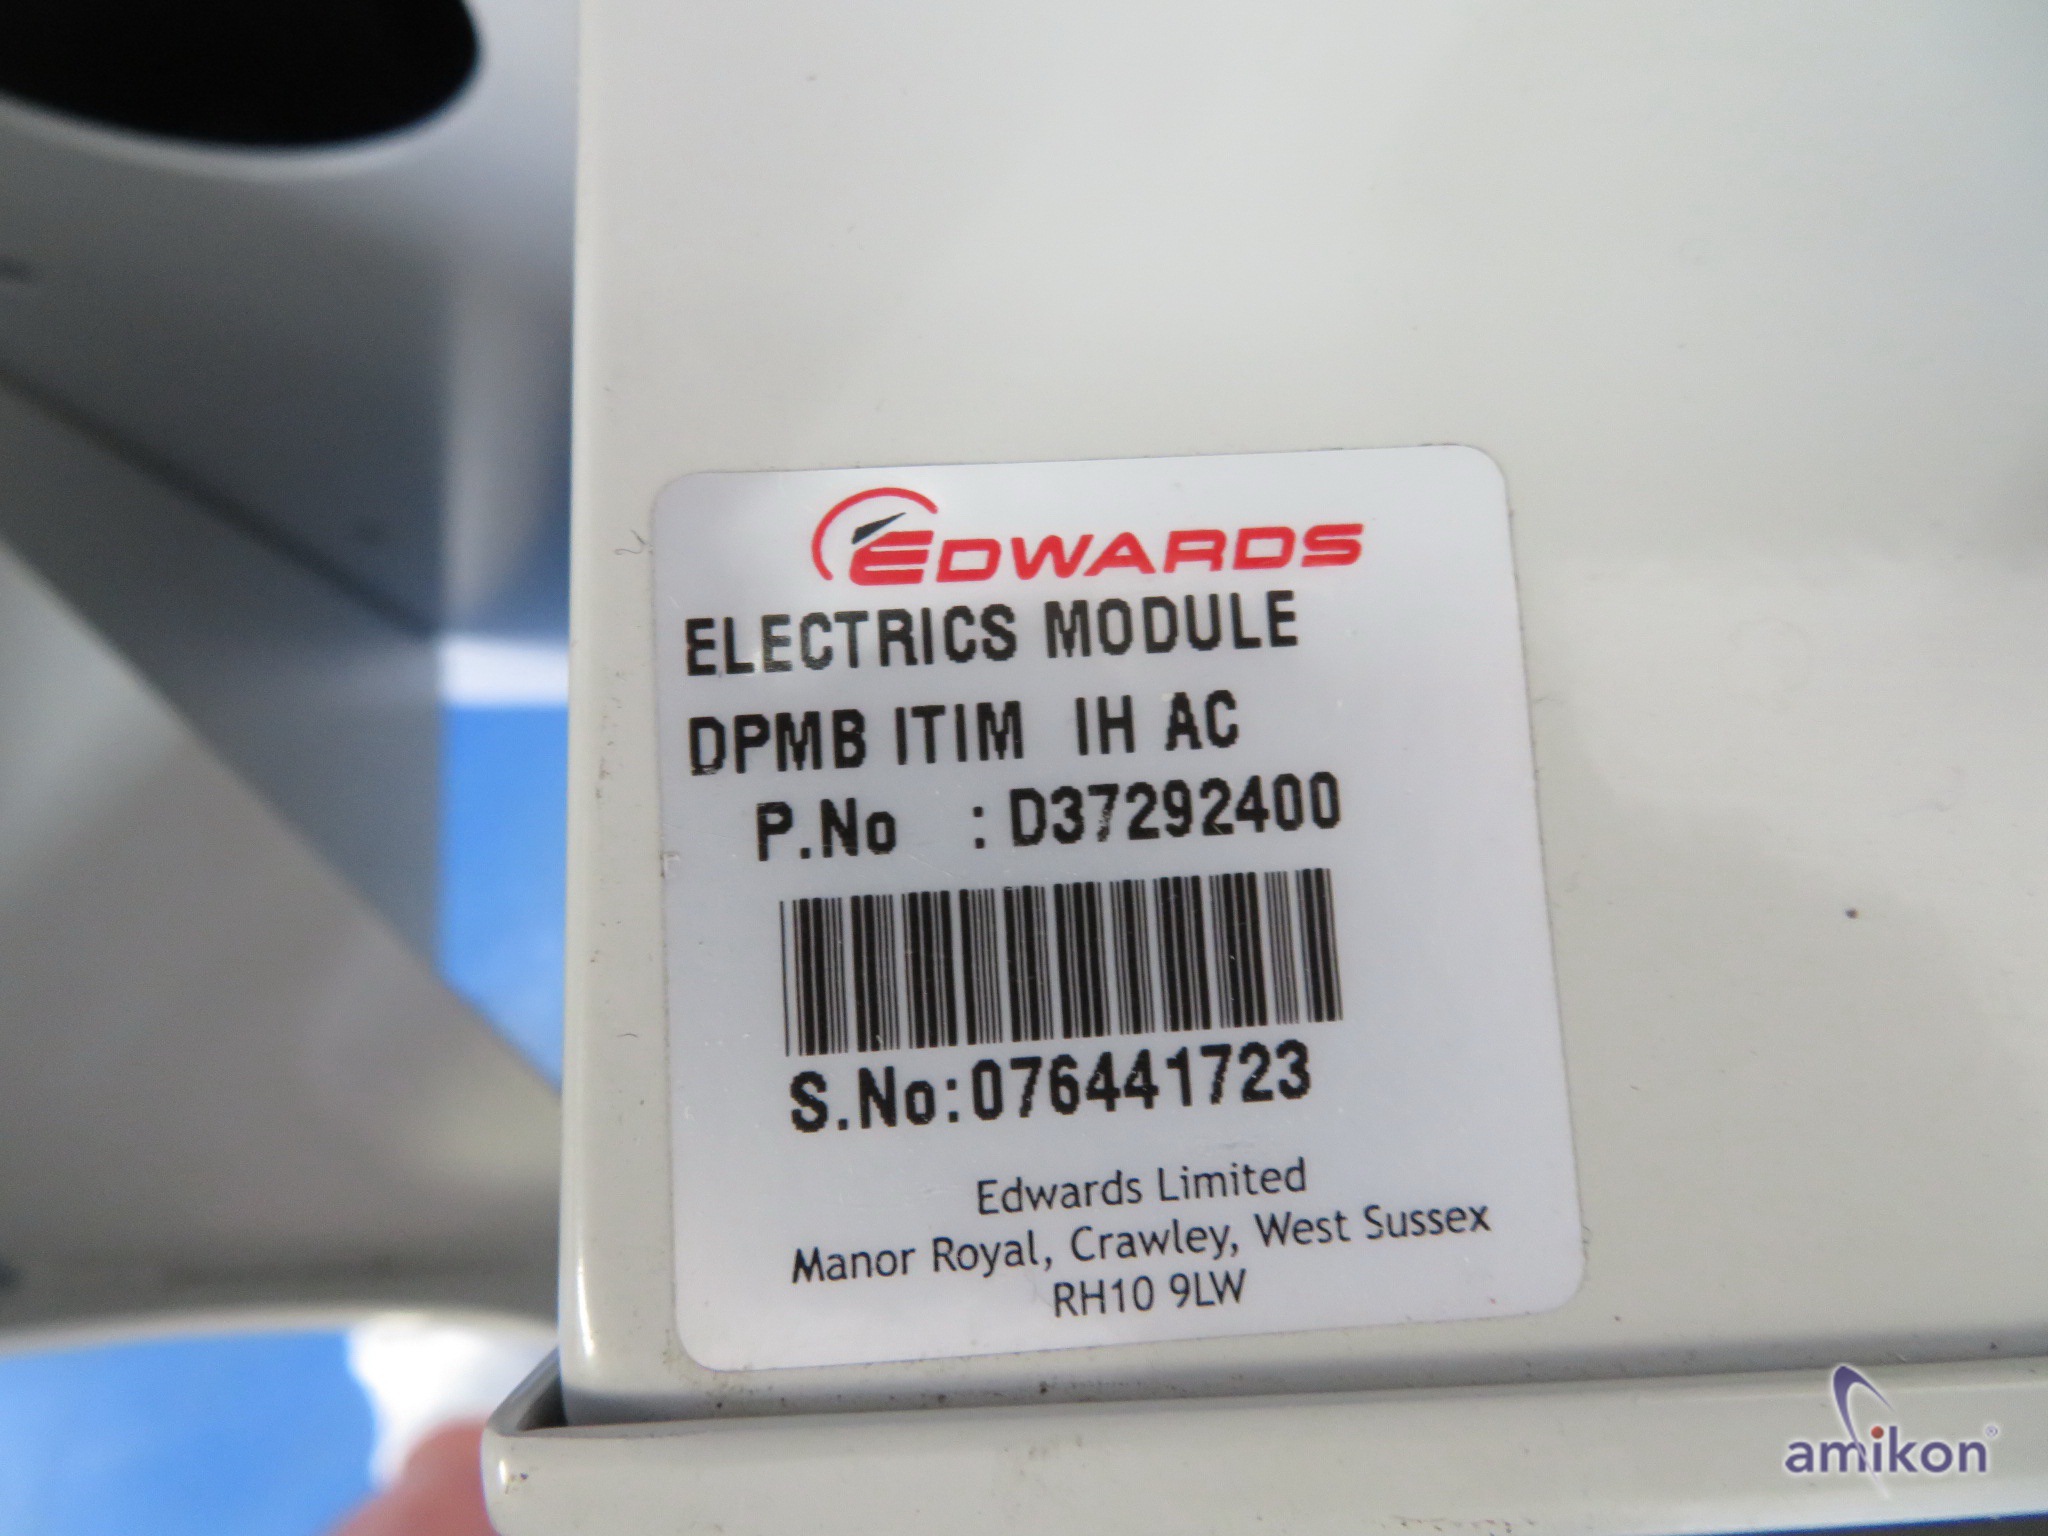 EDWARDS
ELECTRICS MODULE
DPMB ITIM IH AC
P.No : D37292400
S.No:076441723
Edwards Limited
Manor Royal, Crawley, West Sussex
RH10 9LW
amikon®